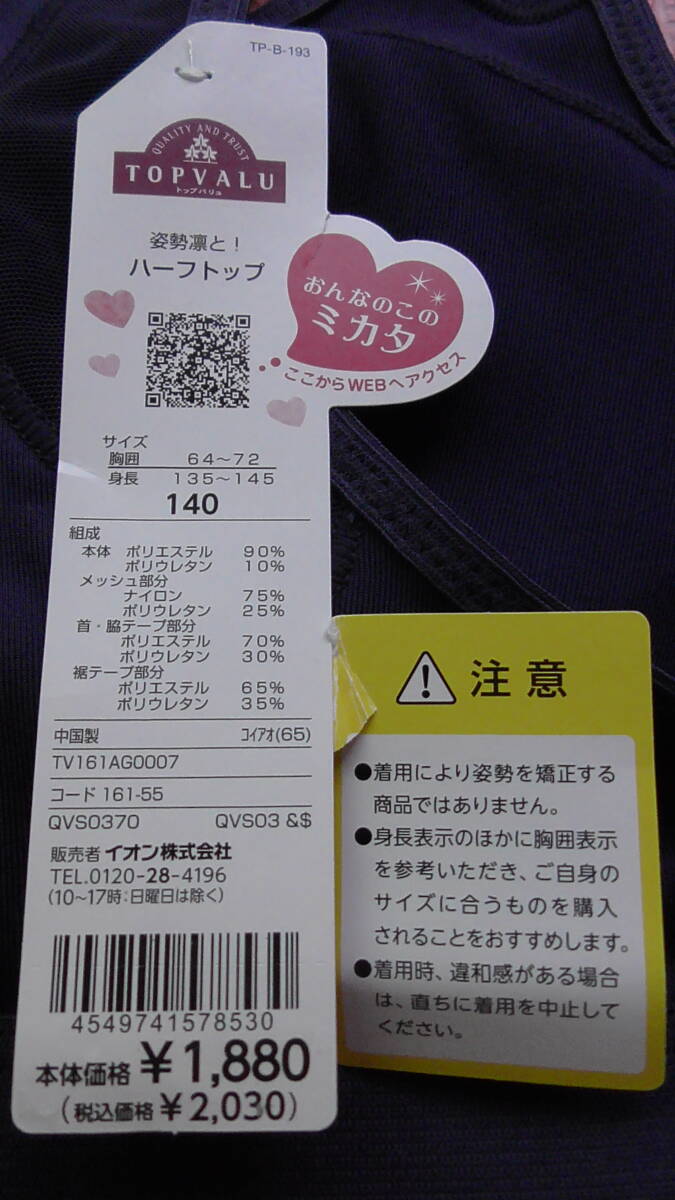 TP-B-193
QUALITY AND TRUST
TOPVALU
トップバリュ
姿勢凛と!
ハーフトップ
おんなのこの
ミカタ
ここからWEBへアクセス
サイズ
胸囲 64~72
身長 135~145
140
組成
本体 ポリエステル 90%
ポリウレタン 10%
メッシュ部分
ナイロン 75%
ポリウレタン 25%
首・脇テープ部分
ポリエステル 70%
ポリウレタン 30%
裾テープ部分
ポリエステル 65%
ポリウレタン 35%
中国製 コイアオ(65)
TV161AG0007
コード 161-55
QVS0370 QVS03 &$
販売者 イオン株式会社
TEL.0120-28-4196
(10~17時:日曜日は除く)
4549741578530
本体価格 ¥1,880
(税込価格 ¥2,030)
注意
●着用により姿勢を矯正する
商品ではありません。
●身長表示のほかに胸囲表示
を参考いただき、ご自身の
サイズに合うものを購入
されることをおすすめします。
●着用時、違和感がある場合
は、直ちに着用を中止して
ください。